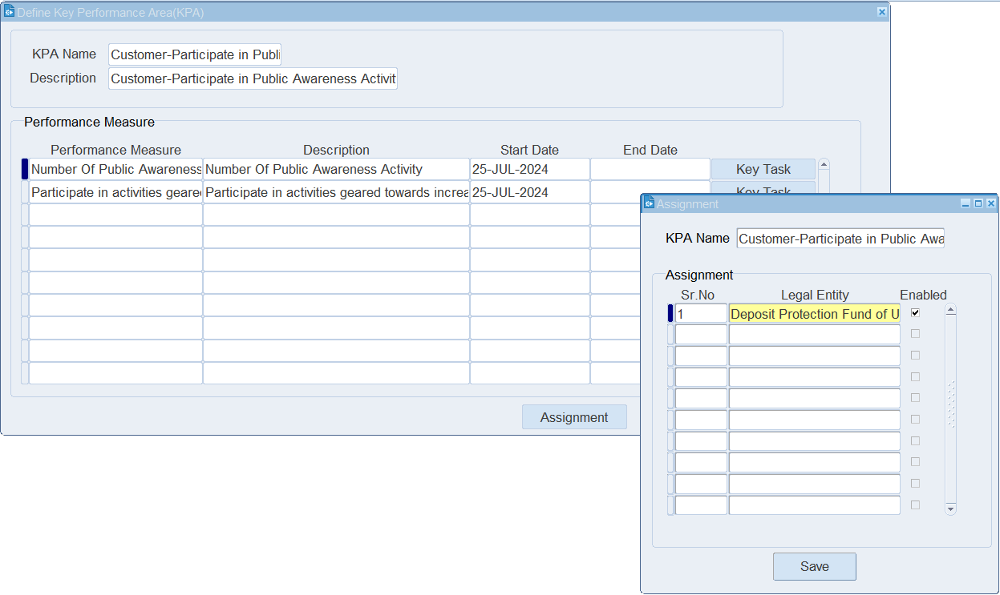 Define Key Performance Area(KPA)
KPA Name Customer-Participate in Publi
Description Customer-Participate in Public Awareness Activit
Performance Measure
Performance Measure Description Start Date End Date
Number Of Public Awareness Number Of Public Awareness Activity 25-JUL-2024 Key Task
Participate in activities geared Participate in activities geared towards increa 25-JUL-2024 Key Task
Assignment
Assignment
KPA Name Customer-Participate in Public Awa
Assignment
Sr.No Legal Entity Enabled
1 Deposit Protection Fund of U
Save